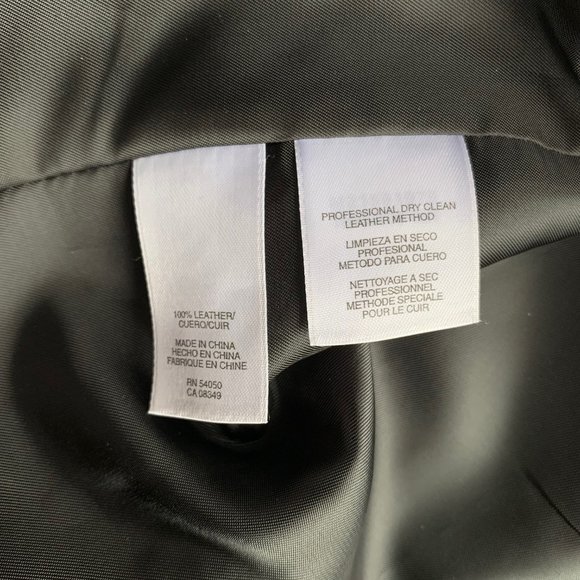 100% LEATHER/
CUERO/CUIR
MADE IN CHINA
HECHO EN CHINA
FABRIQUE EN CHINE
RN 54050
CA 08349
PROFESSIONAL DRY CLEAN
LEATHER METHOD
LIMPIEZA EN SECO
PROFESIONAL
METODO PARA CUERO
NETTOYAGE A SEC
PROFESSIONNEL
METHODE SPECIALE
POUR LE CUIR